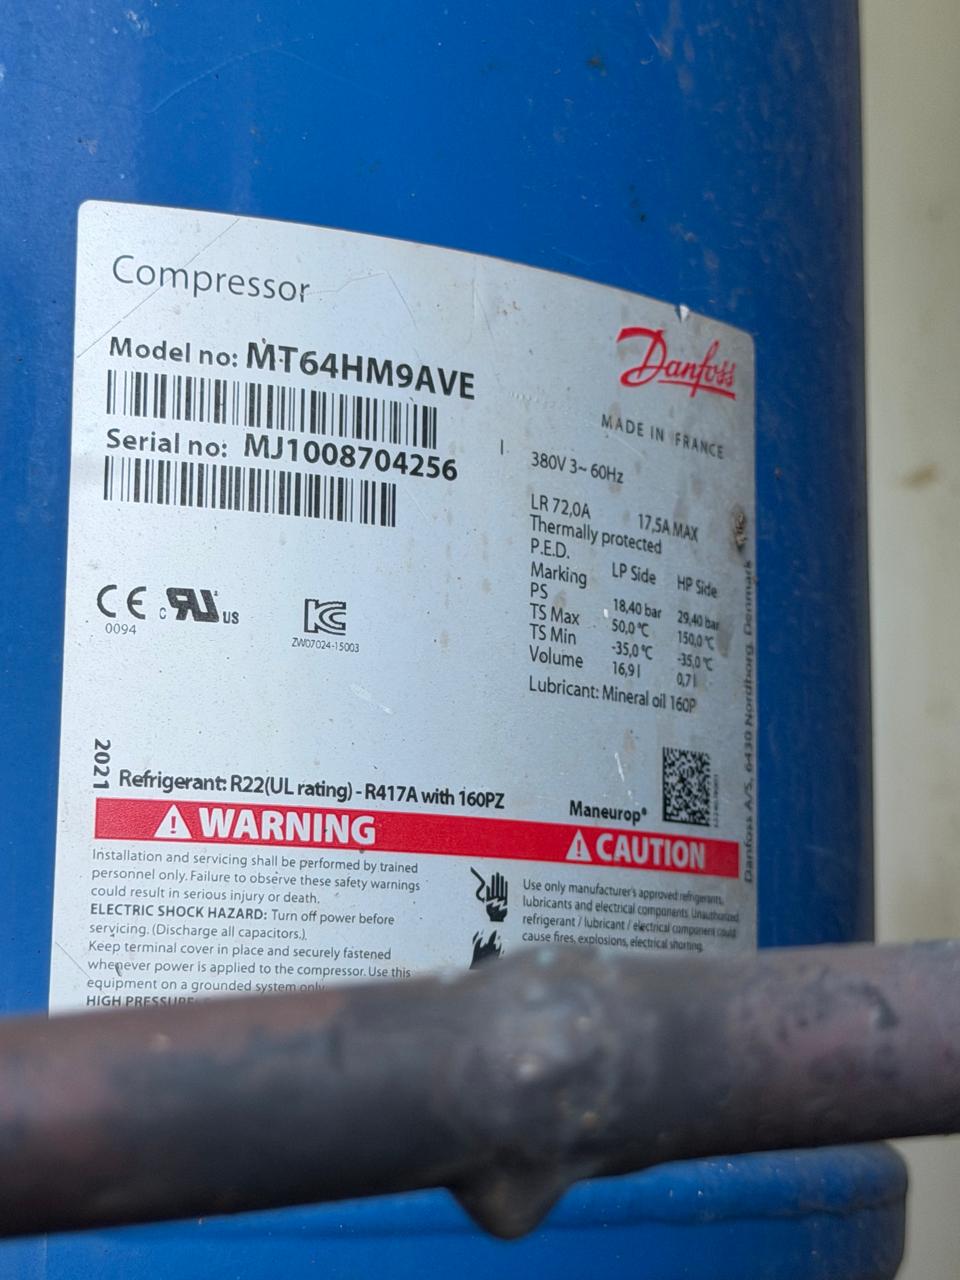 Compressor
Danfoss
MADE IN FRANCE
Model no: MT64HM9AVE
Serial no: MJ1008704256
380V 3~ 60Hz
LR 72,0A 17,5A MAX
Thermally protected
P.E.D.
Marking LP Side HP Side
PS 18,40 bar 29,40 bar
TS Max 50,0°C 150,0°C
TS Min -35,0°C -35,0°C
Volume 16,9 l 0,7 l
Lubricant: Mineral oil 160P
CE
0094
c RU US
KC
ZW07024-15003
2021
Refrigerant: R22(UL rating) - R417A with 160PZ
Maneurop®
Danfoss A/S, 6430 Nordborg, Denmark
WARNING
Installation and servicing shall be performed by trained
personnel only. Failure to observe these safety warnings
could result in serious injury or death.
ELECTRIC SHOCK HAZARD: Turn off power before
servicing. (Discharge all capacitors.)
Keep terminal cover in place and securely fastened
whenever power is applied to the compressor. Use this
equipment on a grounded system only.
HIGH PRESSURE
CAUTION
Use only manufacturer's approved refrigerants,
lubricants and electrical components. Unauthorized
refrigerant / lubricant / electrical component could
cause fires, explosions, electrical shorting.